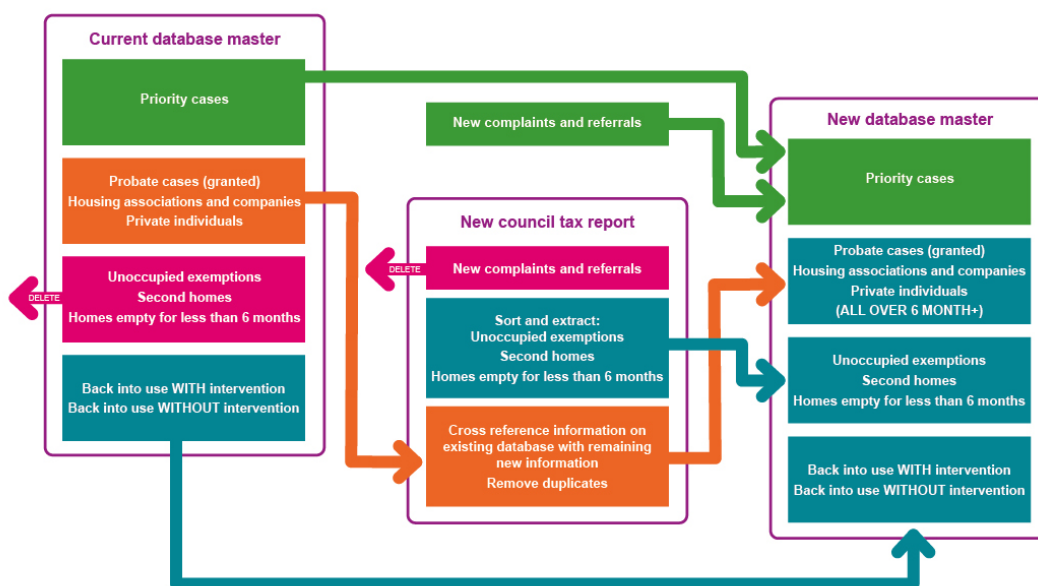 Current database master
Priority cases
Probate cases (granted)
Housing associations and companies
Private individuals
DELETE
Unoccupied exemptions
Second homes
Homes empty for less than 6 months
Back into use WITH intervention
Back into use WITHOUT intervention
New complaints and referrals
New council tax report
DELETE
New complaints and referrals
Sort and extract:
Unoccupied exemptions
Second homes
Homes empty for less than 6 months
Cross reference information on
existing database with remaining
new information
Remove duplicates
New database master
Priority cases
Probate cases (granted)
Housing associations and companies
Private individuals
(ALL OVER 6 MONTH+)
Unoccupied exemptions
Second homes
Homes empty for less than 6 months
Back into use WITH intervention
Back into use WITHOUT intervention